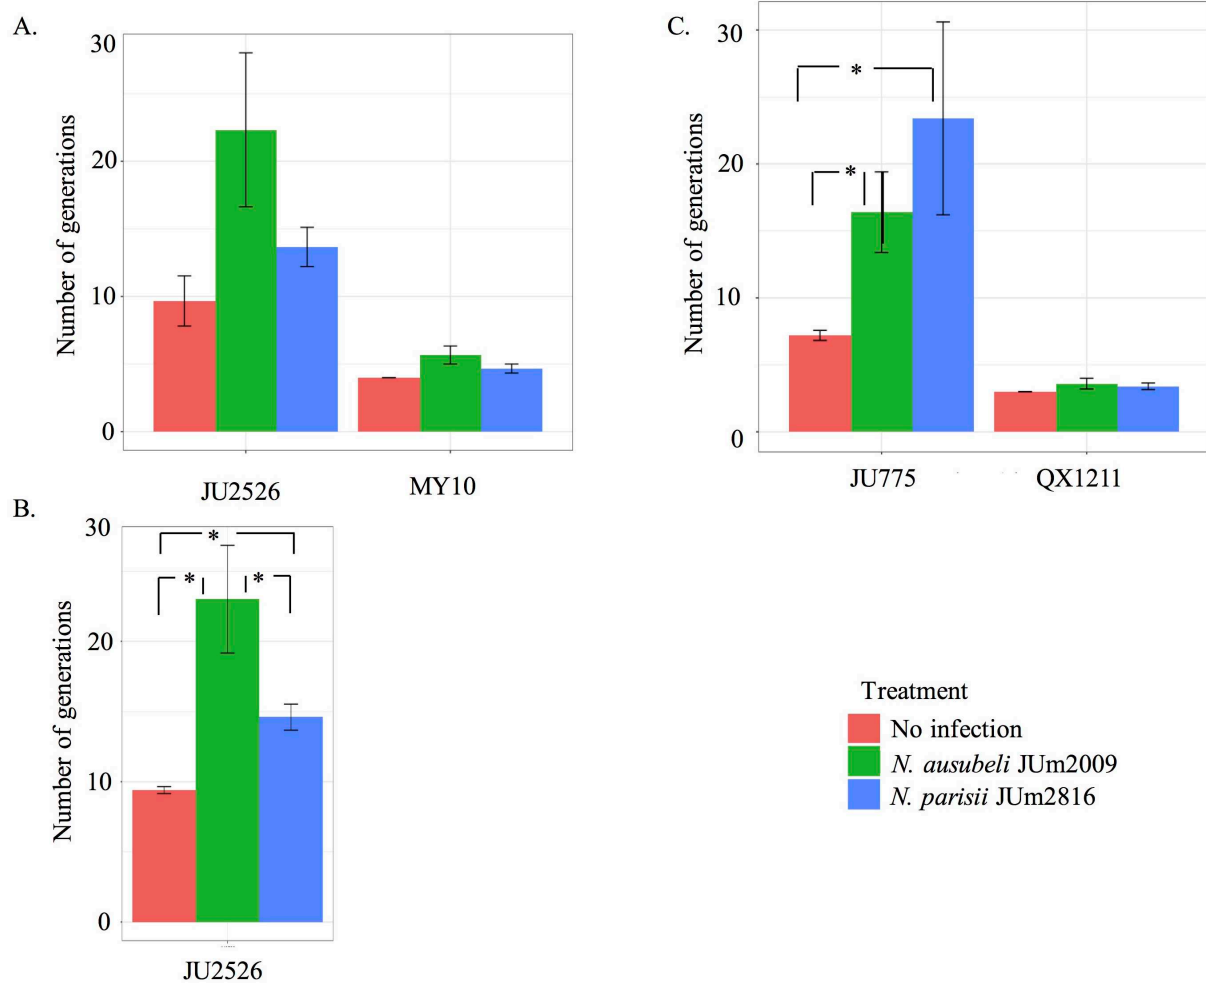 A.
Number of generations
30
20
10
0
JU2526
MY10
B.
Number of generations
30
20
10
0
*
*
*
JU2526
C.
Number of generations
30
20
10
0
*
*
JU775
QX1211
Treatment
No infection
N. ausubeli JUm2009
N. parisii JUm2816